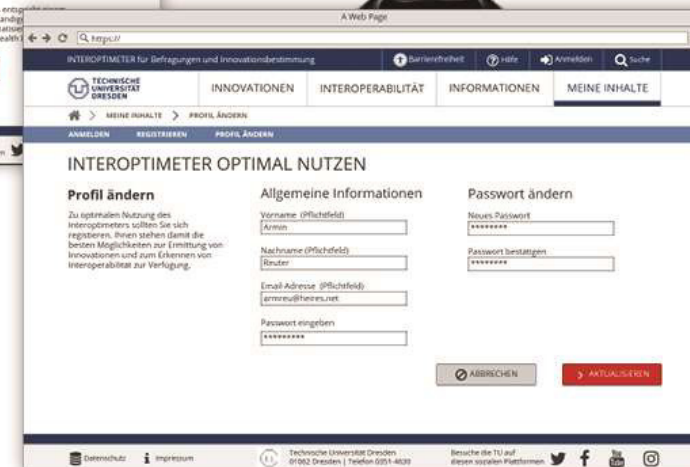 A Web Page
https://
INTEROPTIMETER für Befragungen und Innovationsbestimmung
Barrierefreiheit
Hilfe
Anmelden
Suche
TECHNISCHE
UNIVERSITÄT
DRESDEN
INNOVATIONEN
INTEROPERABILITÄT
INFORMATIONEN
MEINE INHALTE
MEINE INHALTE > PROFIL ÄNDERN
ANMELDEN
REGISTRIEREN
PROFIL ÄNDERN
INTEROPTIMETER OPTIMAL NUTZEN
Profil ändern
Zu optimalen Nutzung des
Interoptimeters sollten Sie sich
registieren. Ihnen stehen damit die
besten Möglichkeiten zur Ermittung von
Innovationen und zum Erkennen von
Interoperabilität zur Verfügung.
Allgemeine Informationen
Vorname (Pflichtfeld)
Armin
Nachname (Pflichtfeld)
Reuter
Email-Adresse (Pflichtfeld)
armreu@heires.net
Passwort eingeben
*********
Passwort ändern
Neues Passwort
********
Passwort bestätigen
********
ABBRECHEN
> AKTUALISIEREN
Datenschutz
Impressum
Technische Universität Dresden
01062 Dresden | Telefon 0351-4630
Besuche die TU auf
diesen sozialen Plattformen